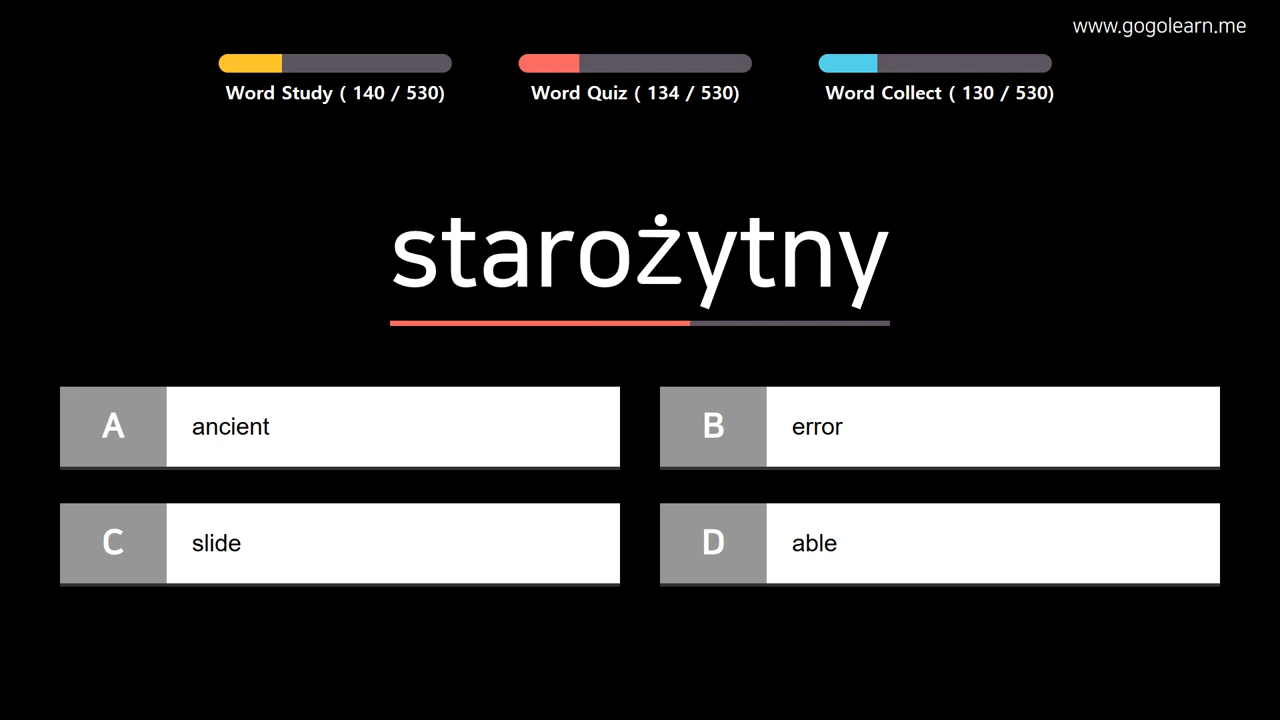 www.gogolearn.me
Word Study ( 140 / 530)
Word Quiz ( 134 / 530)
Word Collect ( 130 / 530)
starożytny
A ancient
B error
C slide
D able